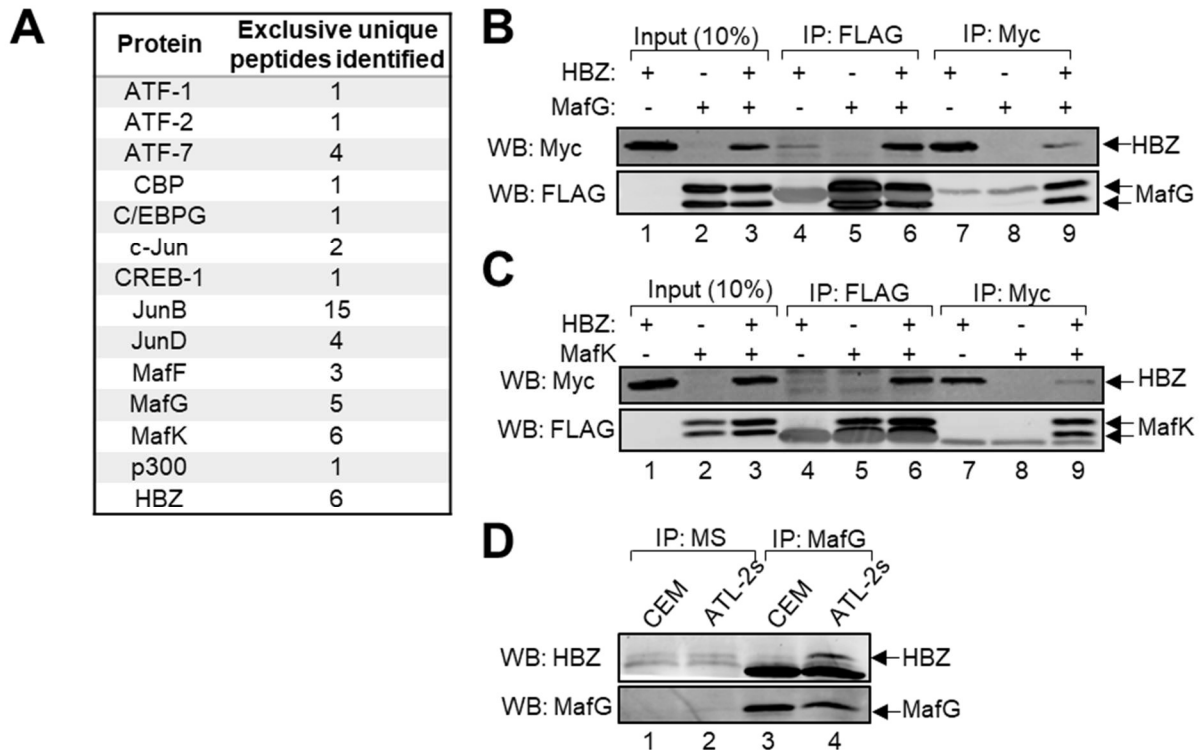 A
Protein Exclusive unique peptides identified
ATF-1 1
ATF-2 1
ATF-7 4
CBP 1
C/EBPG 1
c-Jun 2
CREB-1 1
JunB 15
JunD 4
MafF 3
MafG 5
MafK 6
p300 1
HBZ 6
B
Input (10%) IP: FLAG IP: Myc
HBZ: + - + + - + + - +
MafG: - + + - + + - + +
WB: Myc HBZ
WB: FLAG MafG
1 2 3 4 5 6 7 8 9
C
Input (10%) IP: FLAG IP: Myc
HBZ: + - + + - + + - +
MafK - + + - + + - + +
WB: Myc HBZ
WB: FLAG MafK
1 2 3 4 5 6 7 8 9
D
IP: MS IP: MafG
CEM ATL-2s CEM ATL-2s
WB: HBZ HBZ
WB: MafG MafG
1 2 3 4